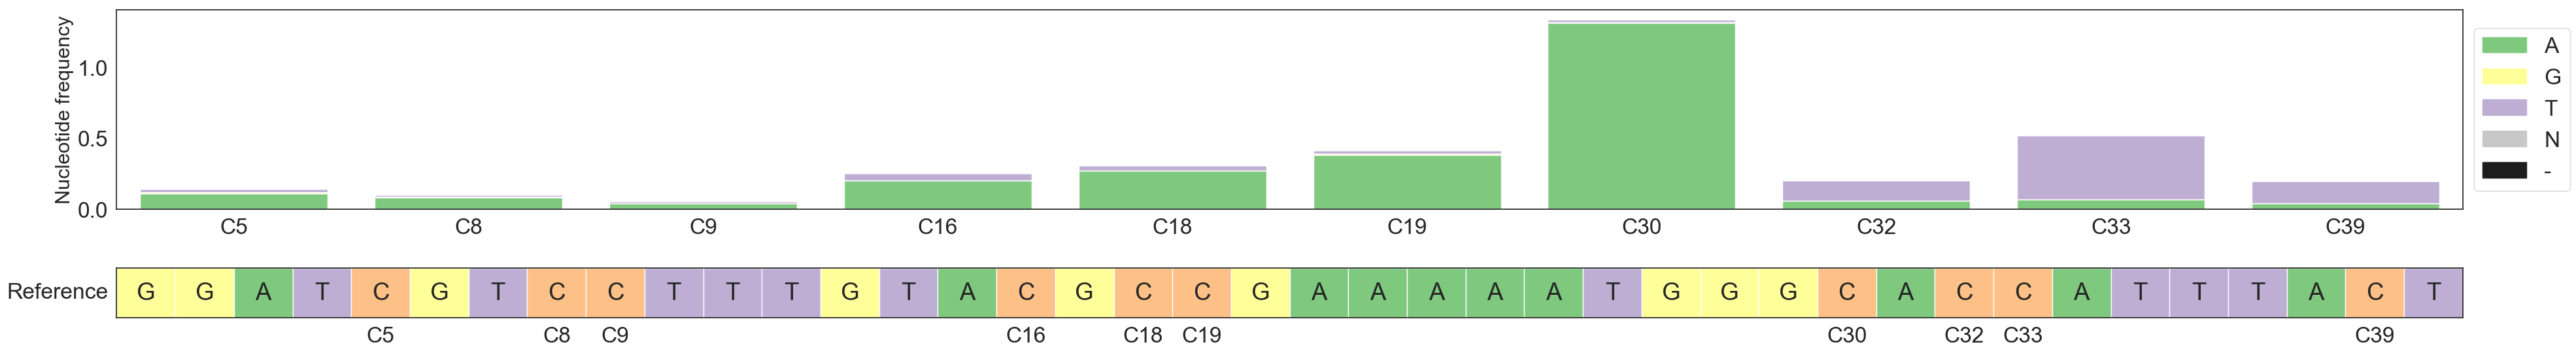 Nucleotide frequency
1.0
0.5
0.0
C5 C8 C9 C16 C18 C19 C30 C32 C33 C39
A
G
T
N
-
Reference G G A T C G T C C T T T G T A C G C C G A A A A A T G G G C A C C A T T T A C T
C5 C8 C9 C16 C18 C19 C30 C32 C33 C39